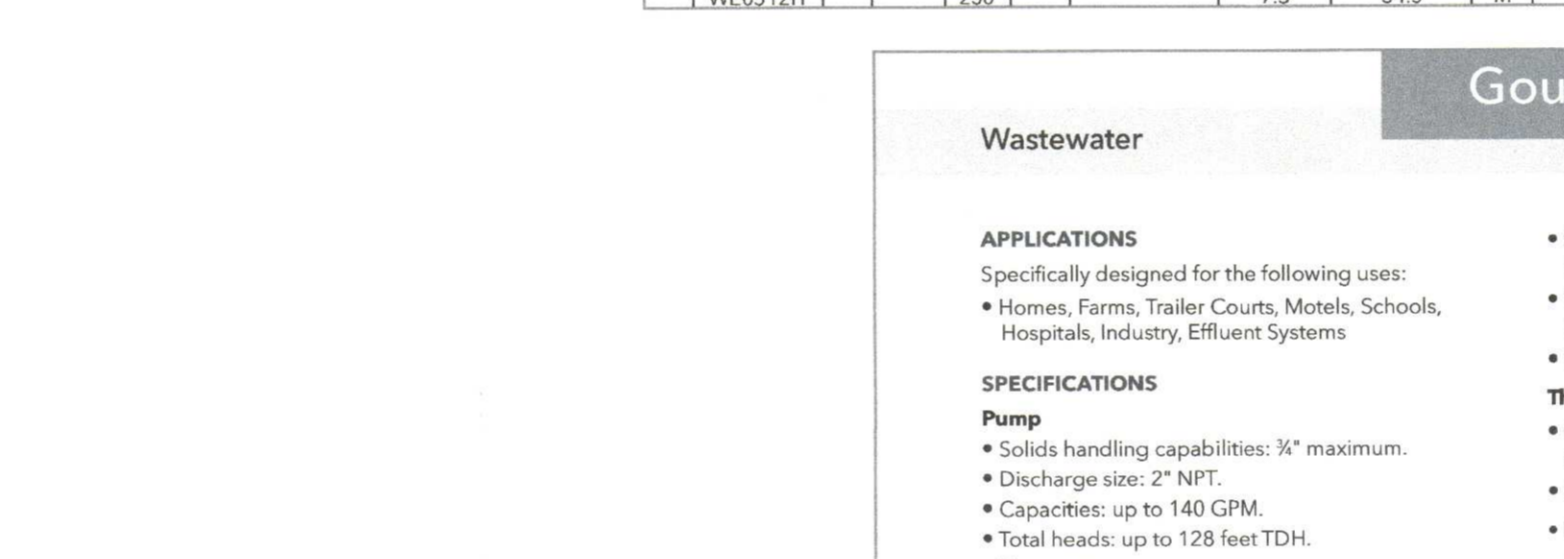 Gou
Wastewater
APPLICATIONS
Specifically designed for the following uses:
• Homes, Farms, Trailer Courts, Motels, Schools,
Hospitals, Industry, Effluent Systems
SPECIFICATIONS
Pump
• Solids handling capabilities: ¾" maximum.
• Discharge size: 2" NPT.
• Capacities: up to 140 GPM.
• Total heads: up to 128 feet TDH.